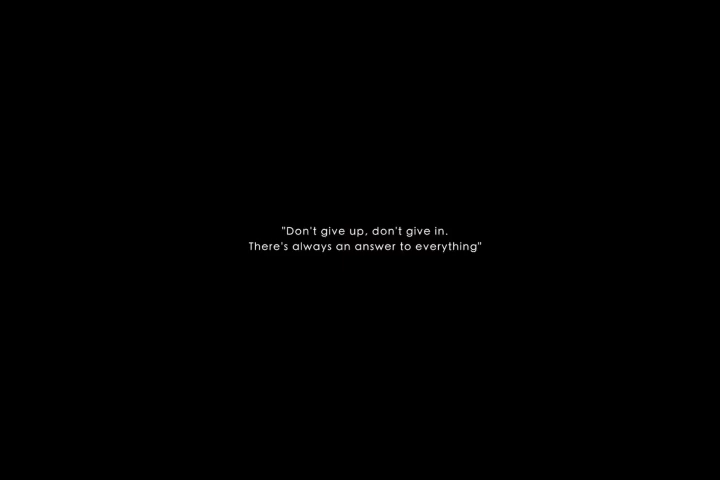 "Don't give up, don't give in.
There's always an answer to everything"